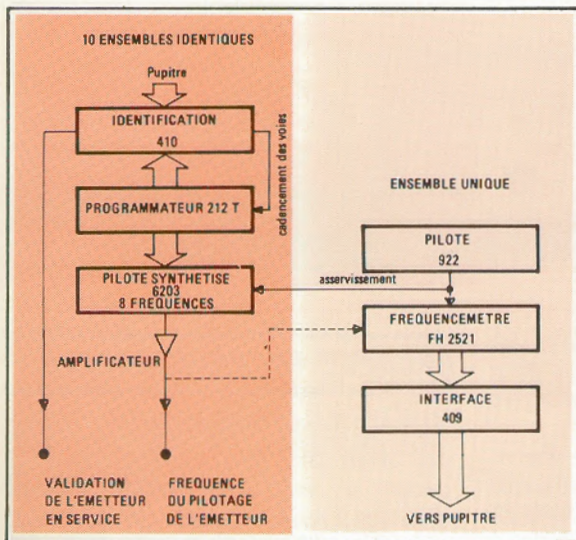 10 ENSEMBLES IDENTIQUES
Pupitre
IDENTIFICATION
410
cadencement des voies
PROGRAMMATEUR 212 T
PILOTE SYNTHETISE
6203
8 FREQUENCES
AMPLIFICATEUR
VALIDATION
DE L'EMETTEUR
EN SERVICE
FREQUENCE
DU PILOTAGE
DE L'EMETTEUR
ENSEMBLE UNIQUE
PILOTE
922
asservissement
FREQUENCEMETRE
FH 2521
INTERFACE
409
VERS PUPITRE